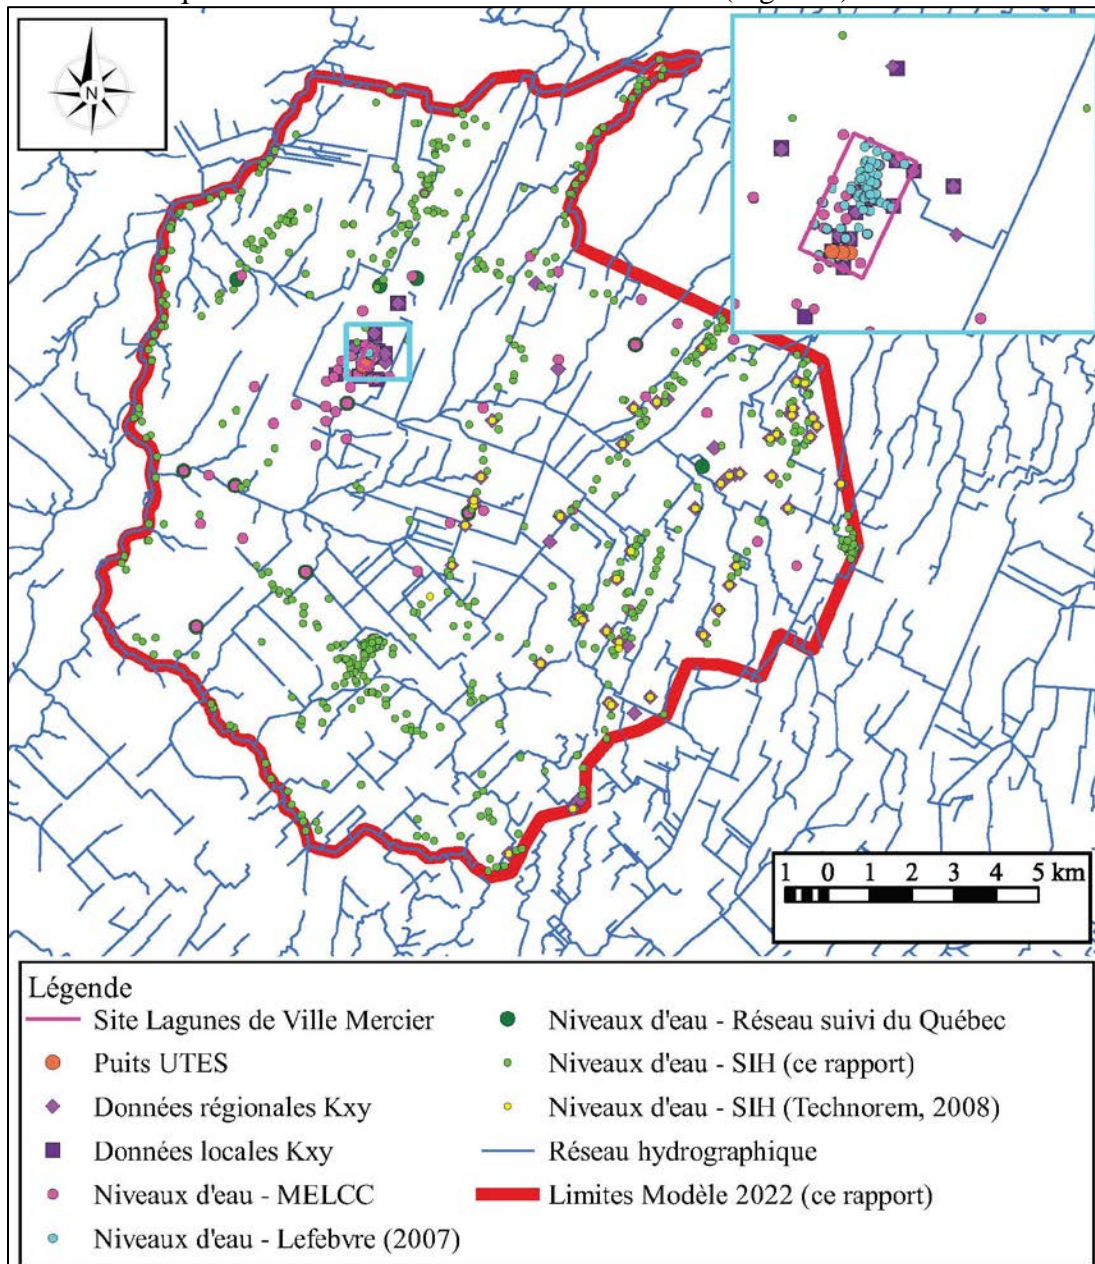 N
1 0 1 2 3 4 5 km
Légende
Site Lagunes de Ville Mercier
Puits UTES
Données régionales Kxy
Données locales Kxy
Niveaux d'eau - MELCC
Niveaux d'eau - Lefebvre (2007)
Niveaux d'eau - Réseau suivi du Québec
Niveaux d'eau - SIH (ce rapport)
Niveaux d'eau - SIH (Technorem, 2008)
Réseau hydrographique
Limites Modèle 2022 (ce rapport)